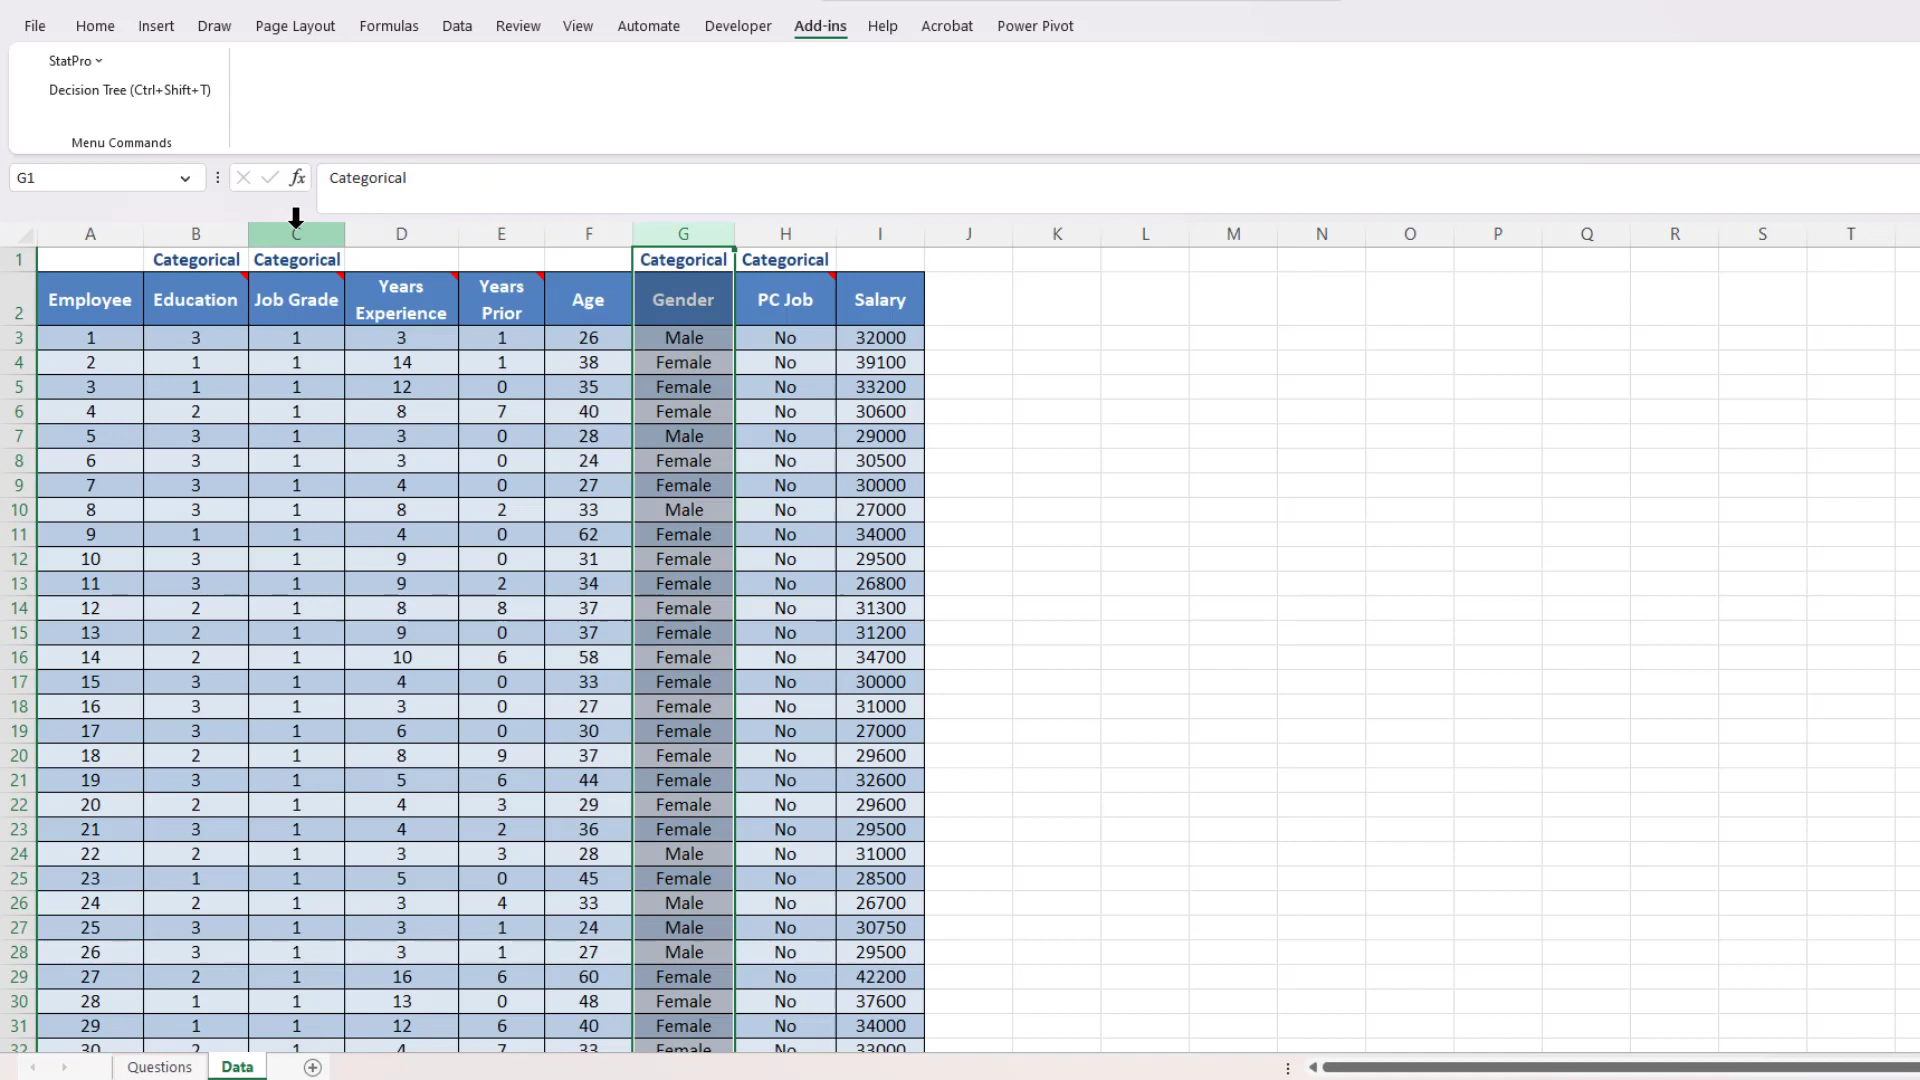 File Home Insert Draw Page Layout Formulas Data Review View Automate Developer Add-ins Help Acrobat Power Pivot
StatPro
Decision Tree (Ctrl+Shift+T)
Menu Commands
G1 fx Categorical
A B C D E F G H I J K L M N O P Q R S T
1 Categorical Categorical Categorical Categorical
2 Employee Education Job Grade Years Experience Years Prior Age Gender PC Job Salary
3 1 3 1 3 1 26 Male No 32000
4 2 1 1 14 1 38 Female No 39100
5 3 1 1 12 0 35 Female No 33200
6 4 2 1 8 7 40 Female No 30600
7 5 3 1 3 0 28 Male No 29000
8 6 3 1 3 0 24 Female No 30500
9 7 3 1 4 0 27 Female No 30000
10 8 3 1 8 2 33 Male No 27000
11 9 1 1 4 0 62 Female No 34000
12 10 3 1 9 0 31 Female No 29500
13 11 3 1 9 2 34 Female No 26800
14 12 2 1 8 8 37 Female No 31300
15 13 2 1 9 0 37 Female No 31200
16 14 2 1 10 6 58 Female No 34700
17 15 3 1 4 0 33 Female No 30000
18 16 3 1 3 0 27 Female No 31000
19 17 3 1 6 0 30 Female No 27000
20 18 2 1 8 9 37 Female No 29600
21 19 3 1 5 6 44 Female No 32600
22 20 2 1 4 3 29 Female No 29600
23 21 3 1 4 2 36 Female No 29500
24 22 2 1 3 3 28 Male No 31000
25 23 1 1 5 0 45 Female No 28500
26 24 2 1 3 4 33 Male No 26700
27 25 3 1 3 1 24 Male No 30750
28 26 3 1 3 1 27 Male No 29500
29 27 2 1 16 6 60 Female No 42200
30 28 1 1 13 0 48 Female No 37600
31 29 1 1 12 6 40 Female No 34000
32 30 2 1 4 7 33 Female No 33000
Questions Data